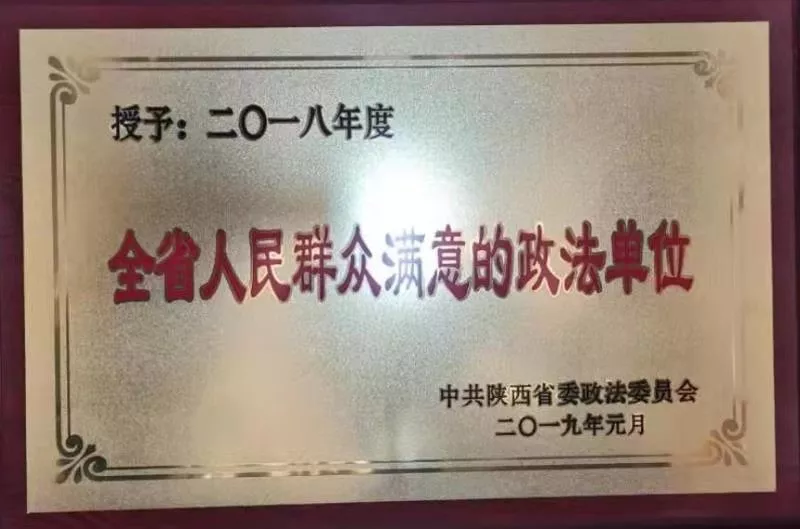 授予：二〇一八年度
全省人民群众满意的政法单位
中共陕西省委政法委员会
二〇一九年元月